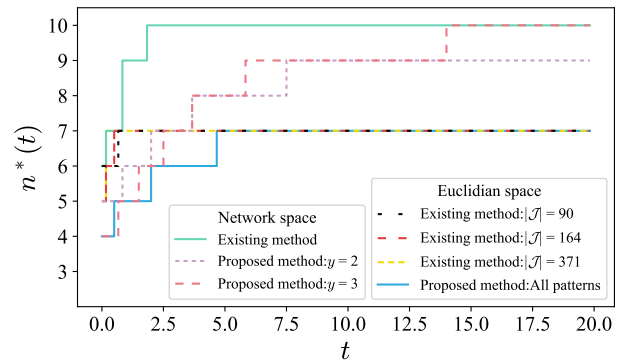 10
9
8
7
6
5
4
3
n*(t)
Network space
Existing method
Proposed method:y = 2
Proposed method:y = 3
Euclidian space
Existing method:|𝒥| = 90
Existing method:|𝒥| = 164
Existing method:|𝒥| = 371
Proposed method:All patterns
0.0 2.5 5.0 7.5 10.0 12.5 15.0 17.5 20.0
t